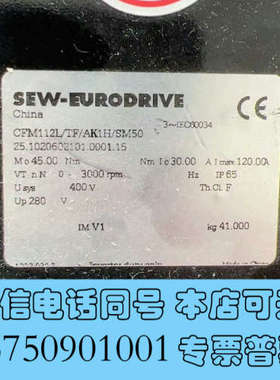 SEW-EURODRIVE
China
CE
CFM112L/TF/AK1H/SM50
3~IEC60034
25.1020602101.0001.15
Mo 45.00 Nm Nm Io 30.00 A Imax 120.00A
VT. n N 0 - 3000 rpm Hz IP 65
U sys 400 V Th.Cl. F
Up 280 V
IM V1 kg 41.000
信电话同号 本店可
3750901001 专票普